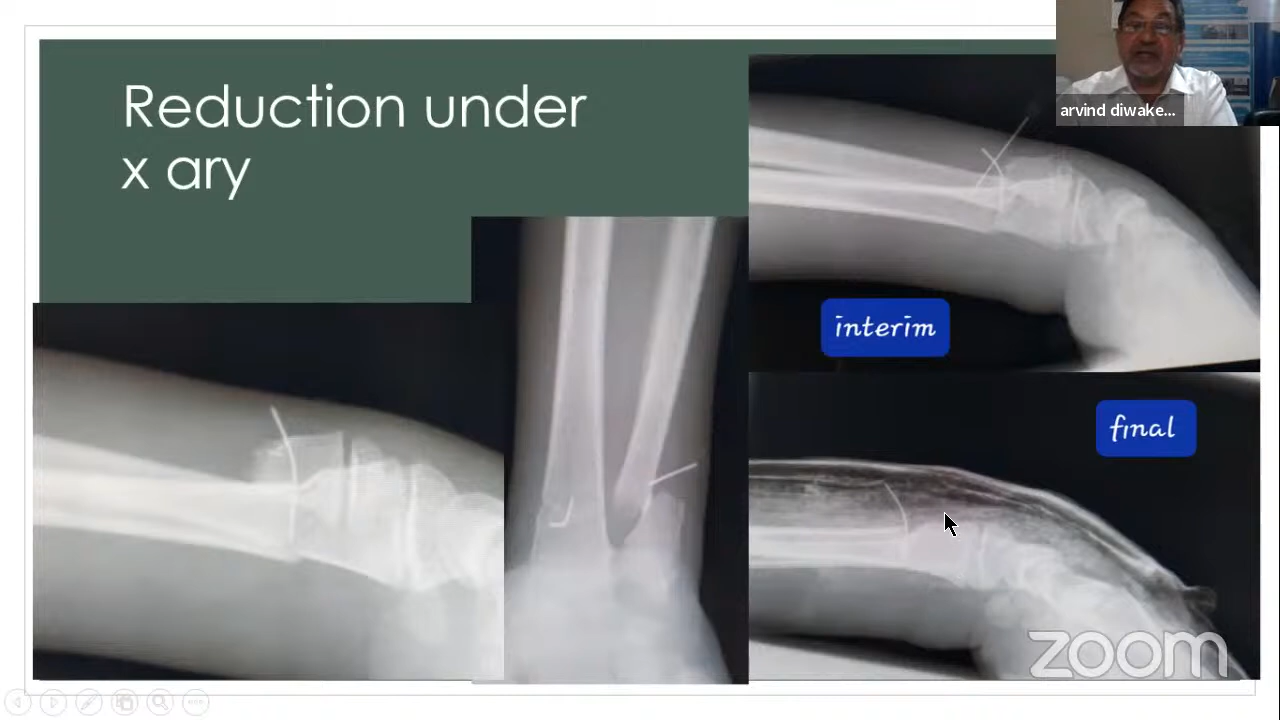 Reduction under
x ary
arvind diwake...
interim
final
zoom